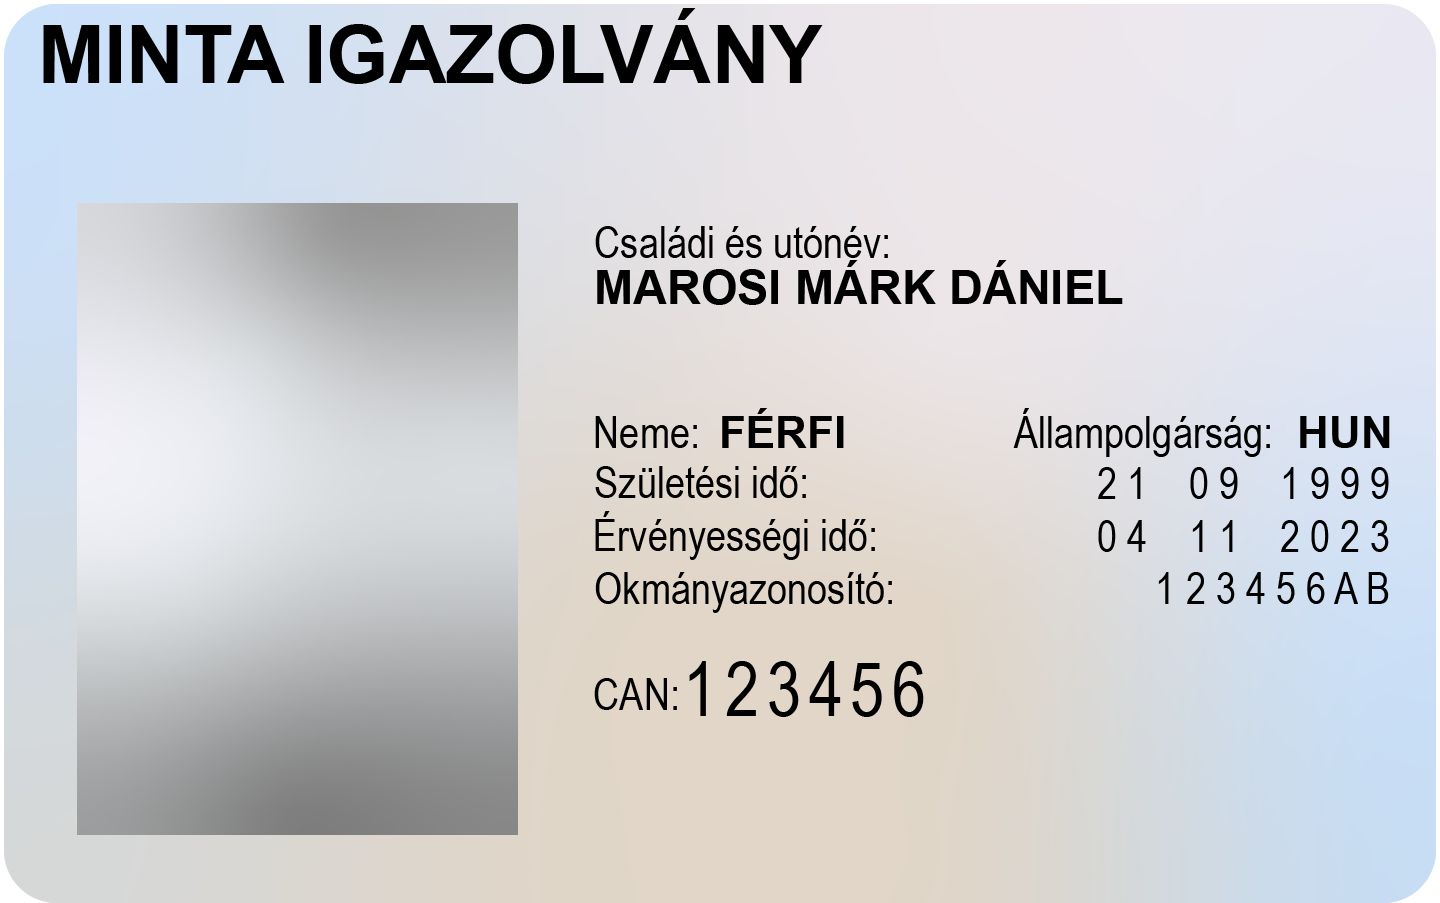 MINTA IGAZOLVÁNY
Családi és utónév:
MAROSI MÁRK DÁNIEL
Neme: FÉRFI Állampolgárság: HUN
Születési idő: 21 09 1999
Érvényességi idő: 04 11 2023
Okmányazonosító: 123456AB
CAN: 123456